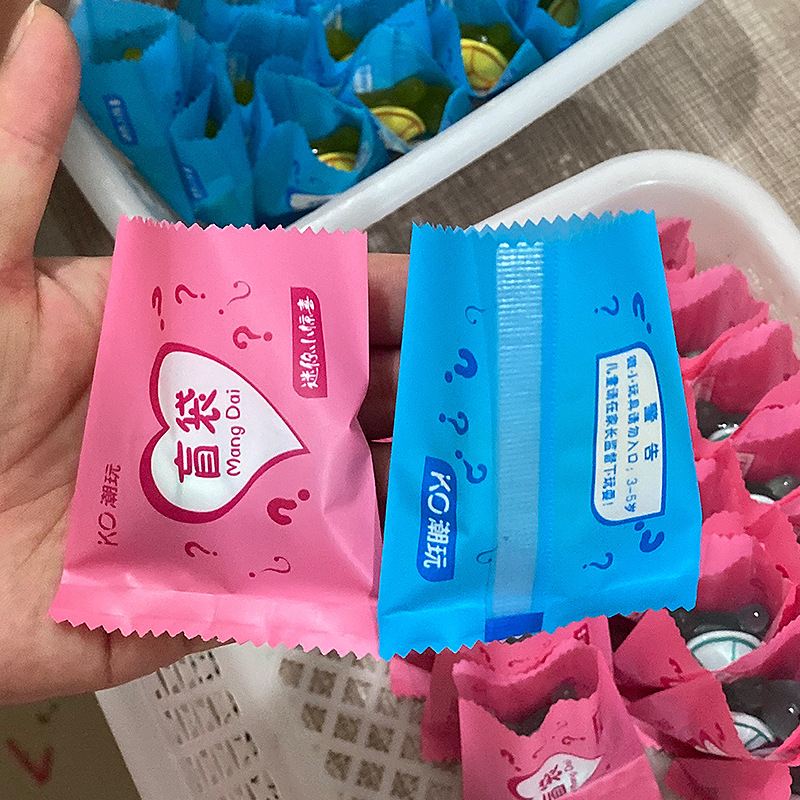 迷你小惊喜
盲袋
Mang Dai
KO潮玩
警告
微小玩具请勿入口；3-6岁
儿童请在家长监督下玩耍！
KO潮玩
盲